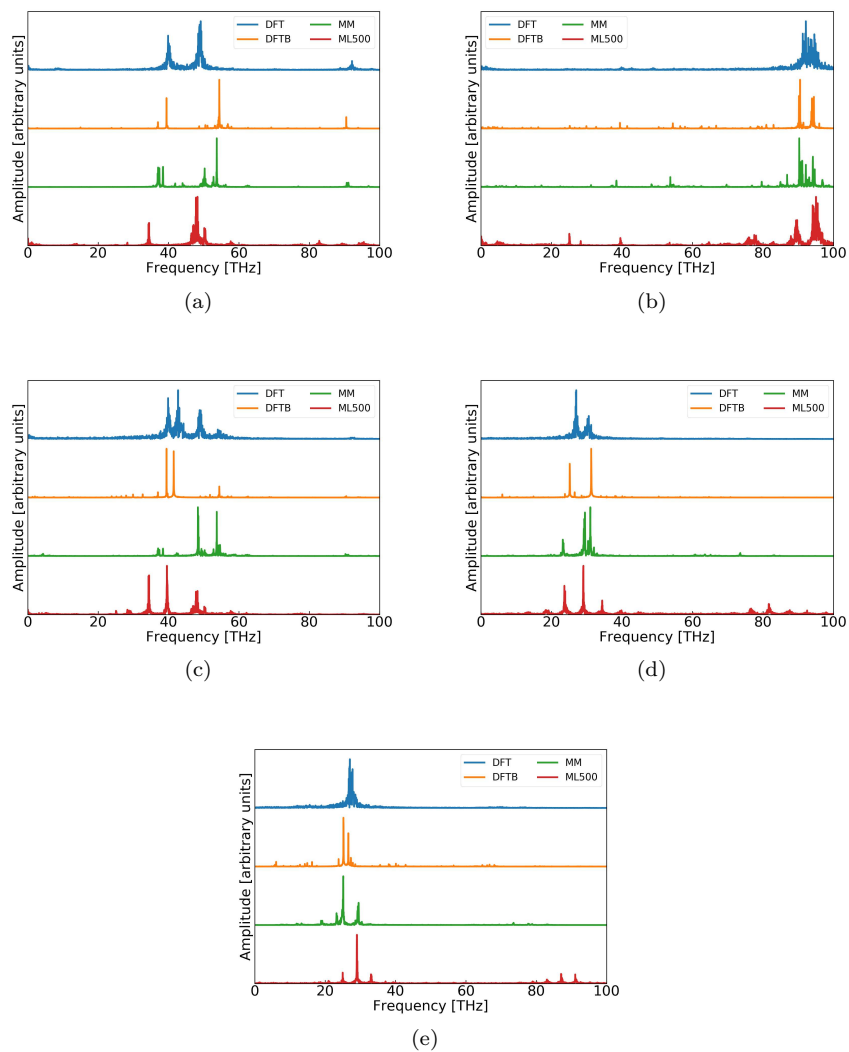 DFT MM
DFTB ML500
Amplitude [arbitrary units]
0 20 40 60 80 100
Frequency [THz]
(a)
DFT MM
DFTB ML500
Amplitude [arbitrary units]
0 20 40 60 80 100
Frequency [THz]
(b)
DFT MM
DFTB ML500
Amplitude [arbitrary units]
0 20 40 60 80 100
Frequency [THz]
(c)
DFT MM
DFTB ML500
Amplitude [arbitrary units]
0 20 40 60 80 100
Frequency [THz]
(d)
DFT MM
DFTB ML500
Amplitude [arbitrary units]
0 20 40 60 80 100
Frequency [THz]
(e)